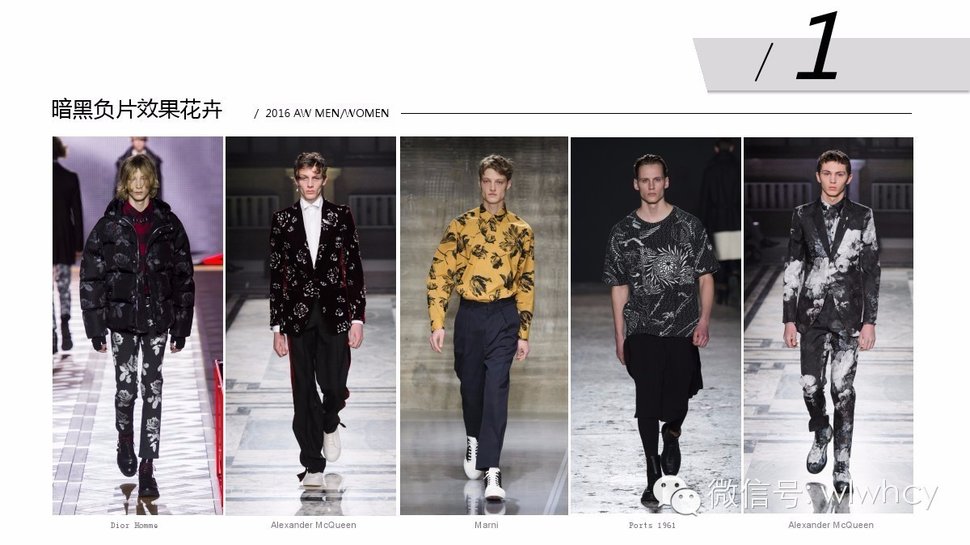 / 1
暗黑负片效果花卉 / 2016 AW MEN/WOMEN
Dior Homme
Alexander McQueen
Marni
Ports 1961
Alexander McQueen
微信号: wlwhcy